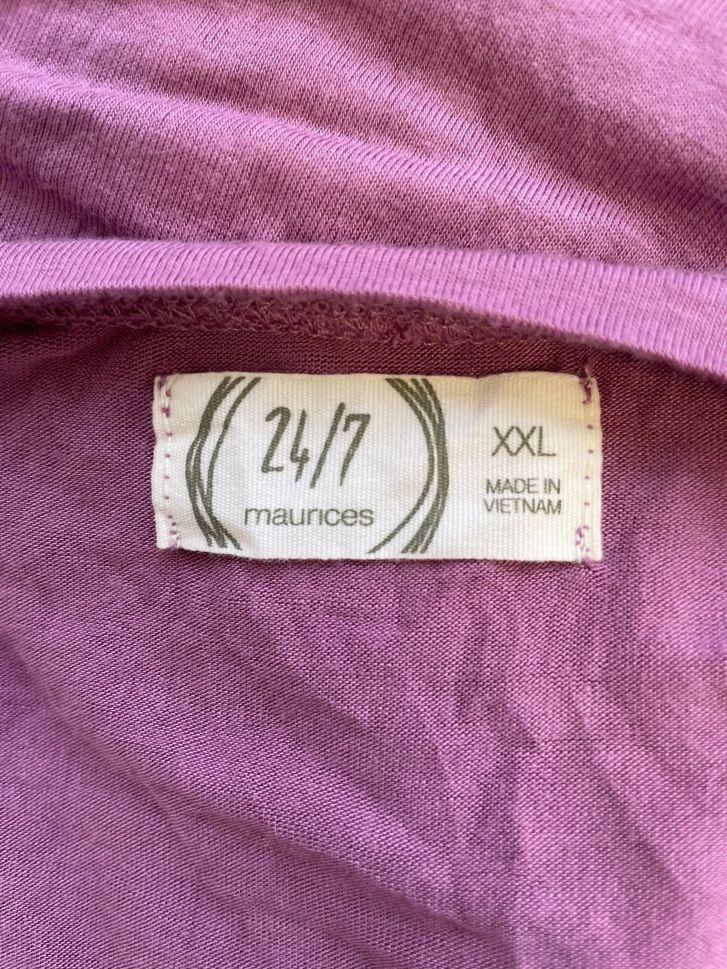 24/7
maurices
XXL
MADE IN
VIETNAM